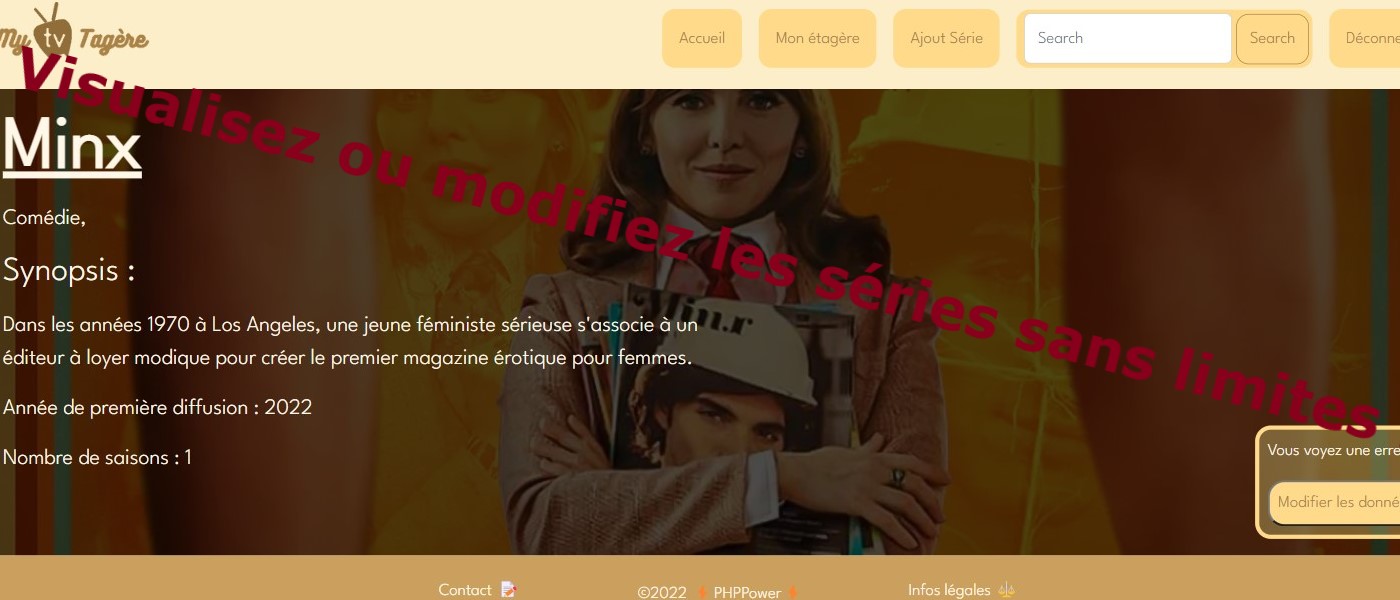 My tv Tagère
Accueil
Mon étagère
Ajout Série
Search
Search
Déconne
Visualisez ou modifiez les séries sans limites
Minx
Comédie,
Synopsis :
Dans les années 1970 à Los Angeles, une jeune féministe sérieuse s'associe à un
éditeur à loyer modique pour créer le premier magazine érotique pour femmes.
Année de première diffusion : 2022
Nombre de saisons : 1
Vous voyez une erre
Modifier les donné
Contact
©2022 PHPPower
Infos légales